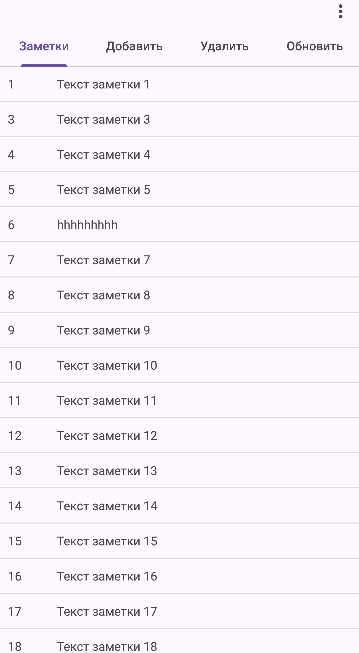 Заметки Добавить Удалить Обновить
1 Текст заметки 1
3 Текст заметки 3
4 Текст заметки 4
5 Текст заметки 5
6 hhhhhhhhh
7 Текст заметки 7
8 Текст заметки 8
9 Текст заметки 9
10 Текст заметки 10
11 Текст заметки 11
12 Текст заметки 12
13 Текст заметки 13
14 Текст заметки 14
15 Текст заметки 15
16 Текст заметки 16
17 Текст заметки 17
18 Текст заметки 18